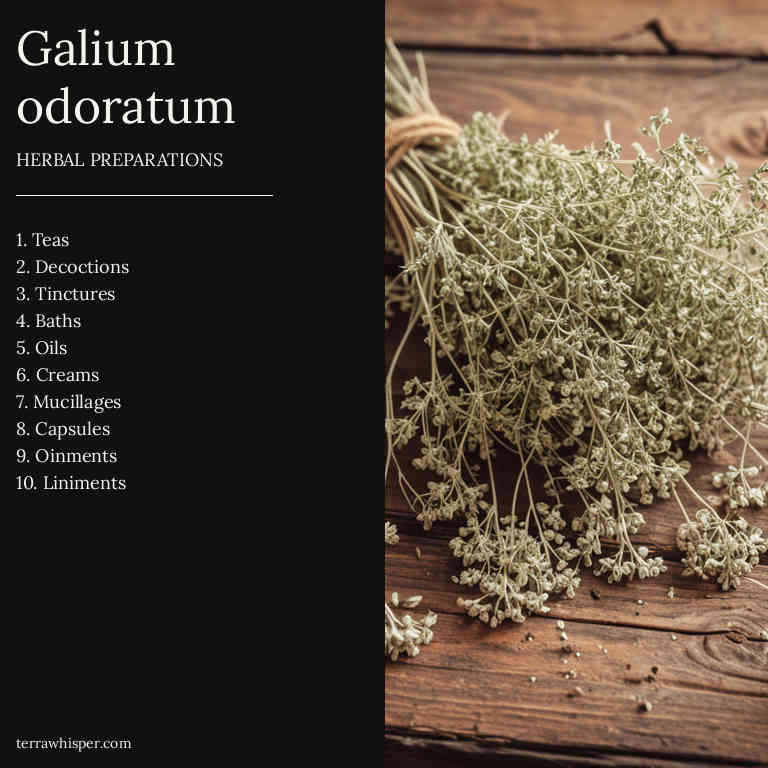 Galium
odoratum
HERBAL PREPARATIONS
1. Teas
2. Decoctions
3. Tinctures
4. Baths
5. Oils
6. Creams
7. Mucillages
8. Capsules
9. Oinments
10. Liniments
terrawhisper.com